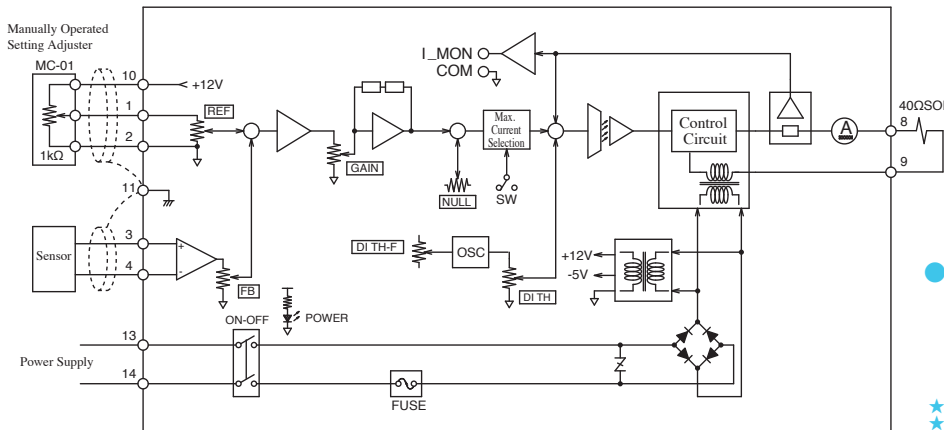 Manually Operated
Setting Adjuster
MC-01
10
+12V
1
REF
2
1kΩ
11
Sensor
3
4
+
-
FB
GAIN
NULL
Max.
Current
Selection
SW
I_MON
COM
DI TH-F
OSC
DI TH
Control
Circuit
A
8
9
+12V
-5V
POWER
ON-OFF
13
14
Power Supply
FUSE